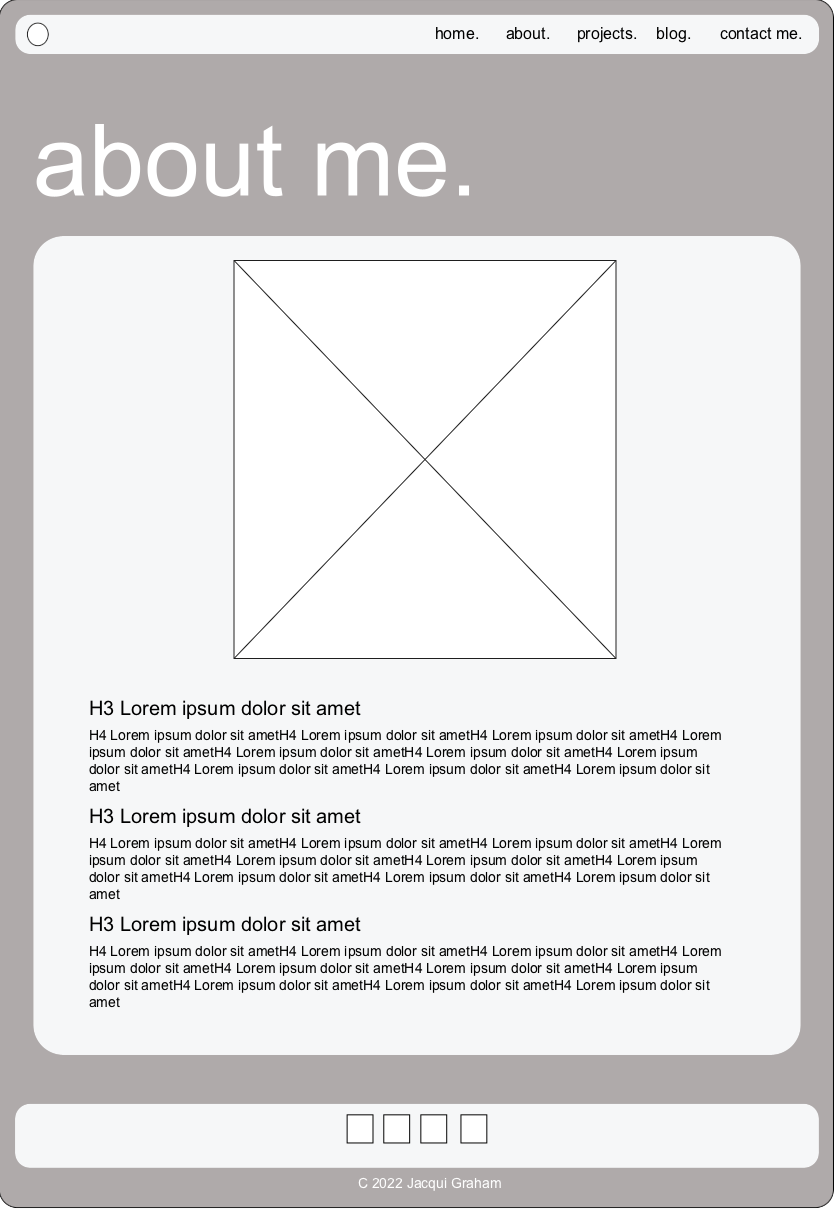 home. about. projects. blog. contact me.
about me.
H3 Lorem ipsum dolor sit amet
H4 Lorem ipsum dolor sit ametH4 Lorem ipsum dolor sit ametH4 Lorem ipsum dolor sit ametH4 Lorem
ipsum dolor sit ametH4 Lorem ipsum dolor sit ametH4 Lorem ipsum dolor sit ametH4 Lorem ipsum
dolor sit ametH4 Lorem ipsum dolor sit ametH4 Lorem ipsum dolor sit ametH4 Lorem ipsum dolor sit
amet
H3 Lorem ipsum dolor sit amet
H4 Lorem ipsum dolor sit ametH4 Lorem ipsum dolor sit ametH4 Lorem ipsum dolor sit ametH4 Lorem
ipsum dolor sit ametH4 Lorem ipsum dolor sit ametH4 Lorem ipsum dolor sit ametH4 Lorem ipsum
dolor sit ametH4 Lorem ipsum dolor sit ametH4 Lorem ipsum dolor sit ametH4 Lorem ipsum dolor sit
amet
H3 Lorem ipsum dolor sit amet
H4 Lorem ipsum dolor sit ametH4 Lorem ipsum dolor sit ametH4 Lorem ipsum dolor sit ametH4 Lorem
ipsum dolor sit ametH4 Lorem ipsum dolor sit ametH4 Lorem ipsum dolor sit ametH4 Lorem ipsum
dolor sit ametH4 Lorem ipsum dolor sit ametH4 Lorem ipsum dolor sit ametH4 Lorem ipsum dolor sit
amet
C 2022 Jacqui Graham